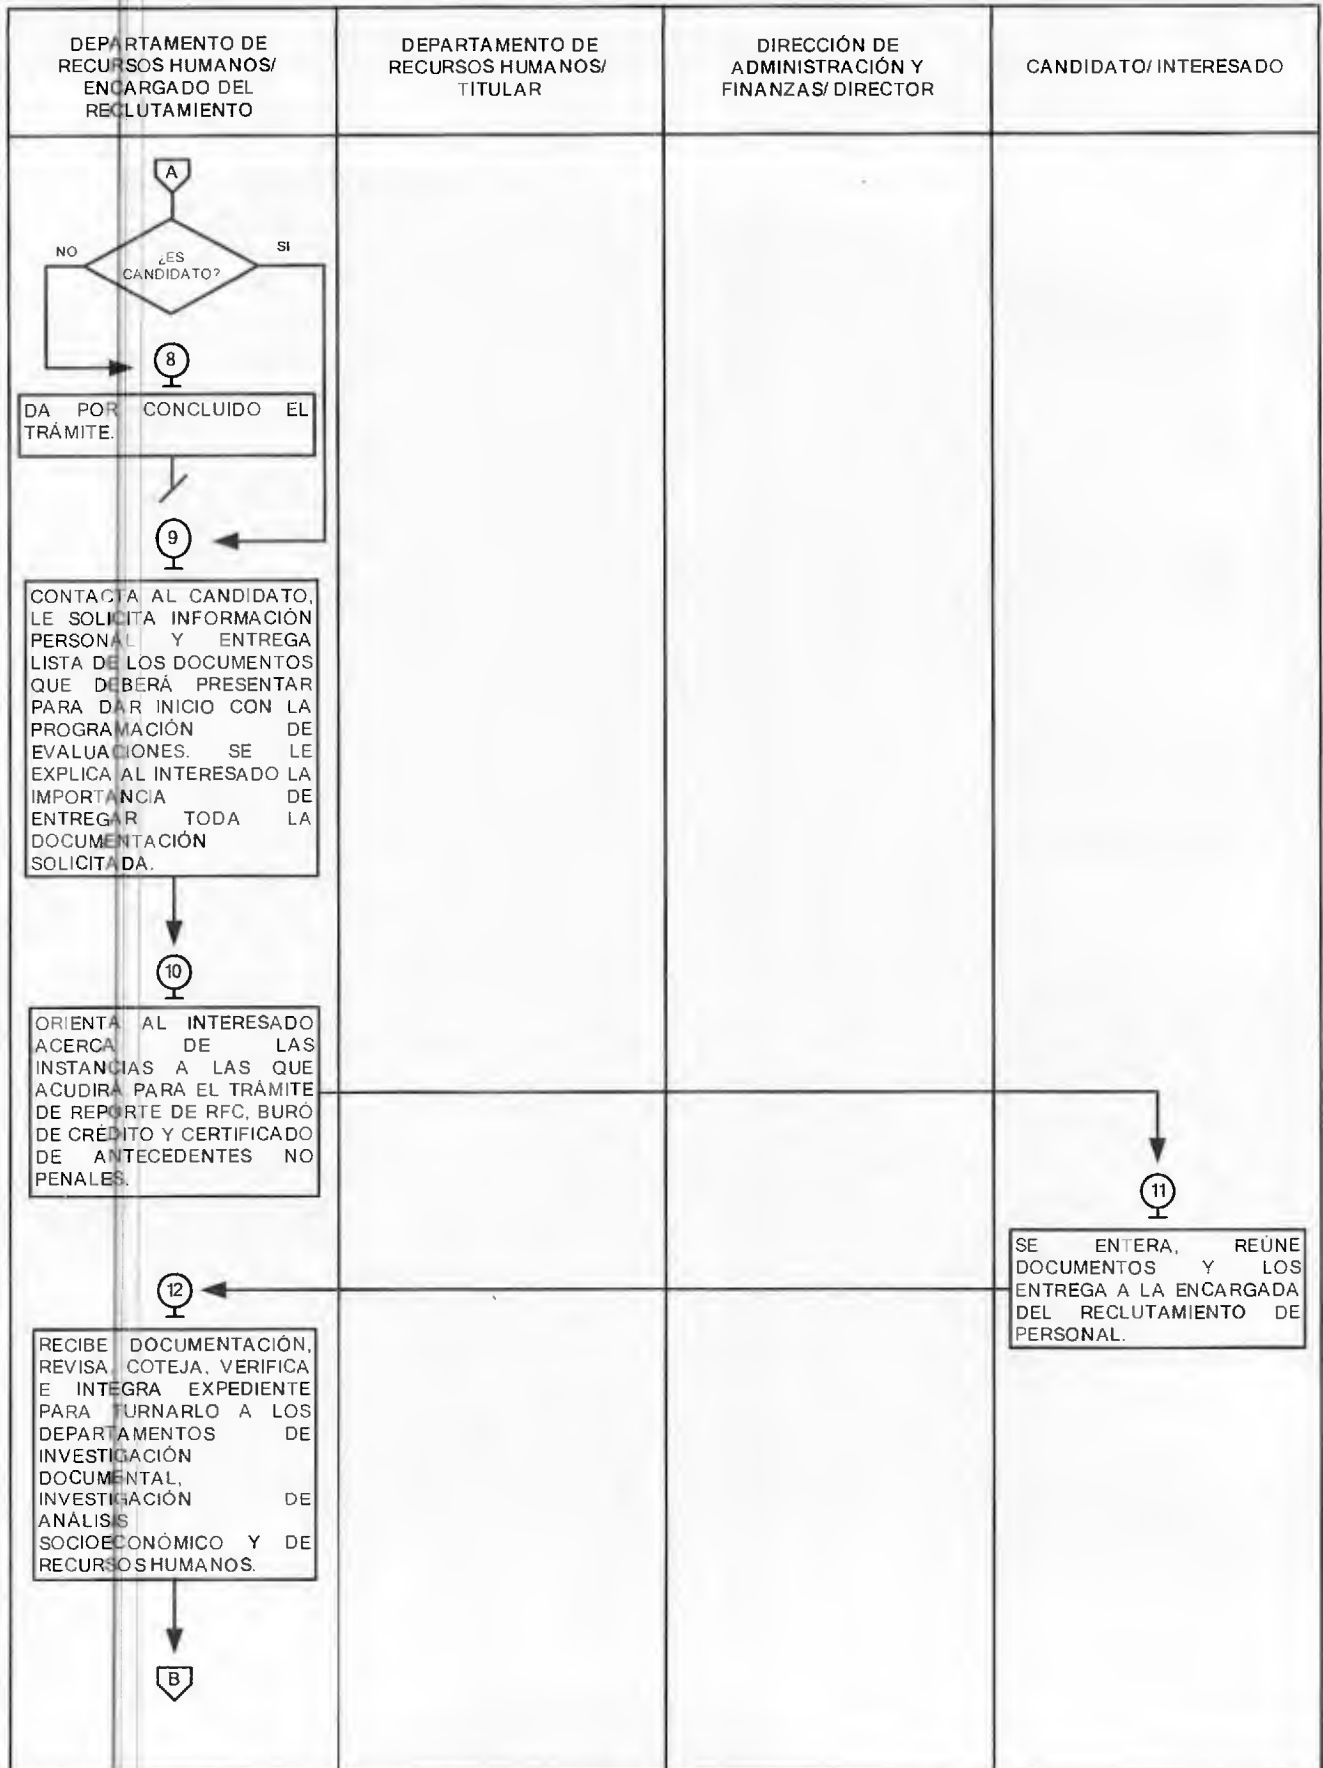 DEPARTAMENTO DE
RECURSOS HUMANOS/
ENCARGADO DEL
RECLUTAMIENTO
DEPARTAMENTO DE
RECURSOS HUMANOS/
TITULAR
DIRECCIÓN DE
ADMINISTRACIÓN Y
FINANZAS/ DIRECTOR
CANDIDATO/ INTERESADO
A
NO
SI
¿ES
CANDIDATO?
8
DA POR CONCLUIDO EL
TRÁMITE.
9
CONTACTA AL CANDIDATO,
LE SOLICITA INFORMACIÓN
PERSONAL Y ENTREGA
LISTA DE LOS DOCUMENTOS
QUE DEBERÁ PRESENTAR
PARA DAR INICIO CON LA
PROGRAMACIÓN DE
EVALUACIONES. SE LE
EXPLICA AL INTERESADO LA
IMPORTANCIA DE
ENTREGAR TODA LA
DOCUMENTACIÓN
SOLICITADA.
10
ORIENTA AL INTERESADO
ACERCA DE LAS
INSTANCIAS A LAS QUE
ACUDIRÁ PARA EL TRÁMITE
DE REPORTE DE RFC, BURÓ
DE CRÉDITO Y CERTIFICADO
DE ANTECEDENTES NO
PENALES.
11
SE ENTERA, REÚNE
DOCUMENTOS Y LOS
ENTREGA A LA ENCARGADA
DEL RECLUTAMIENTO DE
PERSONAL.
12
RECIBE DOCUMENTACIÓN,
REVISA, COTEJA, VERIFICA
E INTEGRA EXPEDIENTE
PARA TURNARLO A LOS
DEPARTAMENTOS DE
INVESTIGACIÓN
DOCUMENTAL,
INVESTIGACIÓN DE
ANÁLISIS
SOCIOECONÓMICO Y DE
RECURSOS HUMANOS.
B